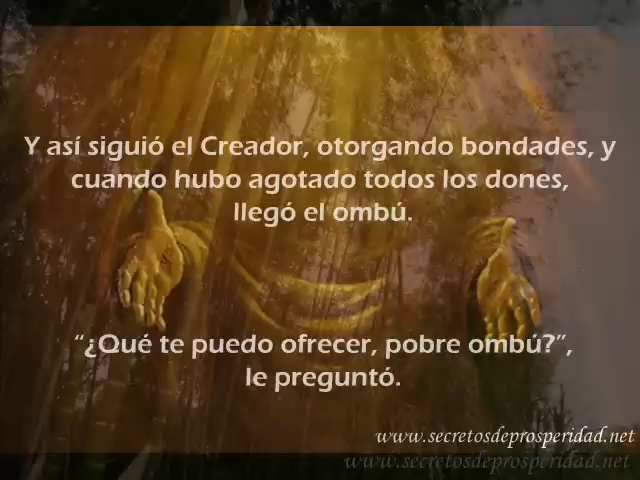 Y así siguió el Creador, otorgando bondades, y
cuando hubo agotado todos los dones,
llegó el ombú.
“¿Qué te puedo ofrecer, pobre ombú?”,
le preguntó.
www.secretosdeprosperidad.net
www.secretosdeprosperidad.net